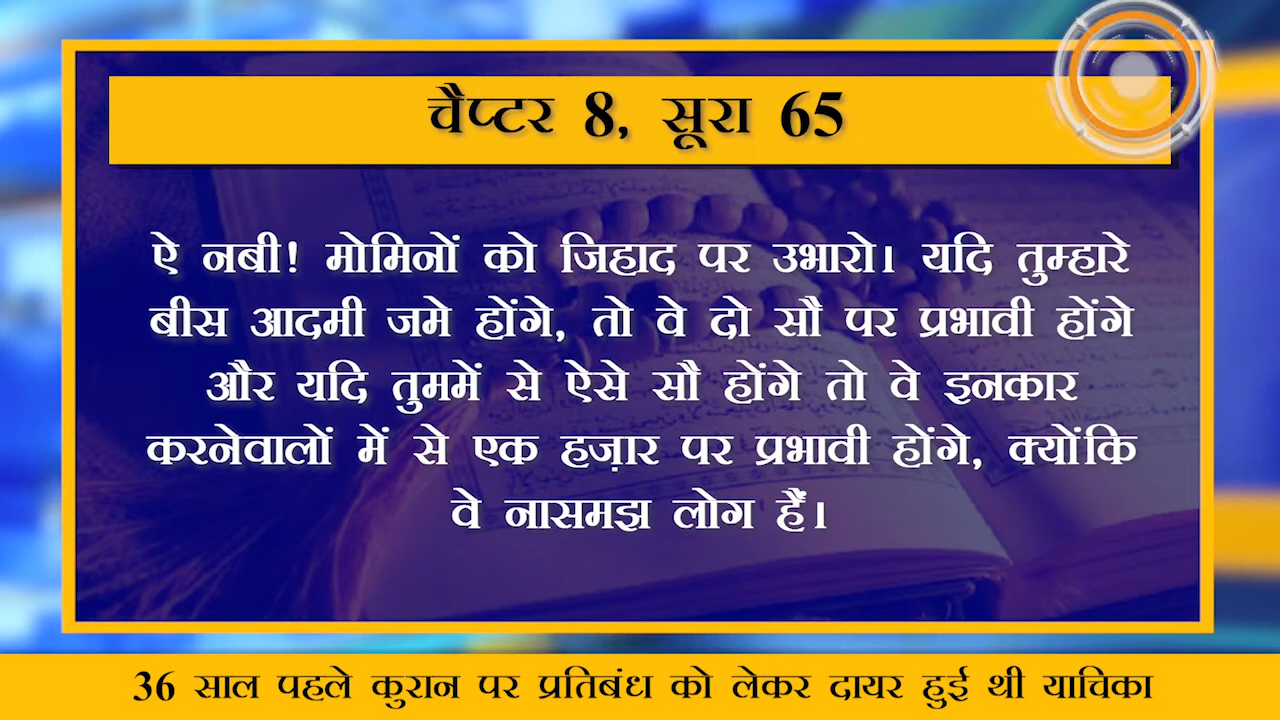 चैप्टर 8, सूरा 65
ऐ नबी! मोमिनों को जिहाद पर उभारो। यदि तुम्हारे
बीस आदमी जमे होंगे, तो वे दो सौ पर प्रभावी होंगे
और यदि तुममें से ऐसे सौ होंगे तो वे इनकार
करनेवालों में से एक हज़ार पर प्रभावी होंगे, क्योंकि
वे नासमझ लोग हैं।
36 साल पहले कुरान पर प्रतिबंध को लेकर दायर हुई थी याचिका